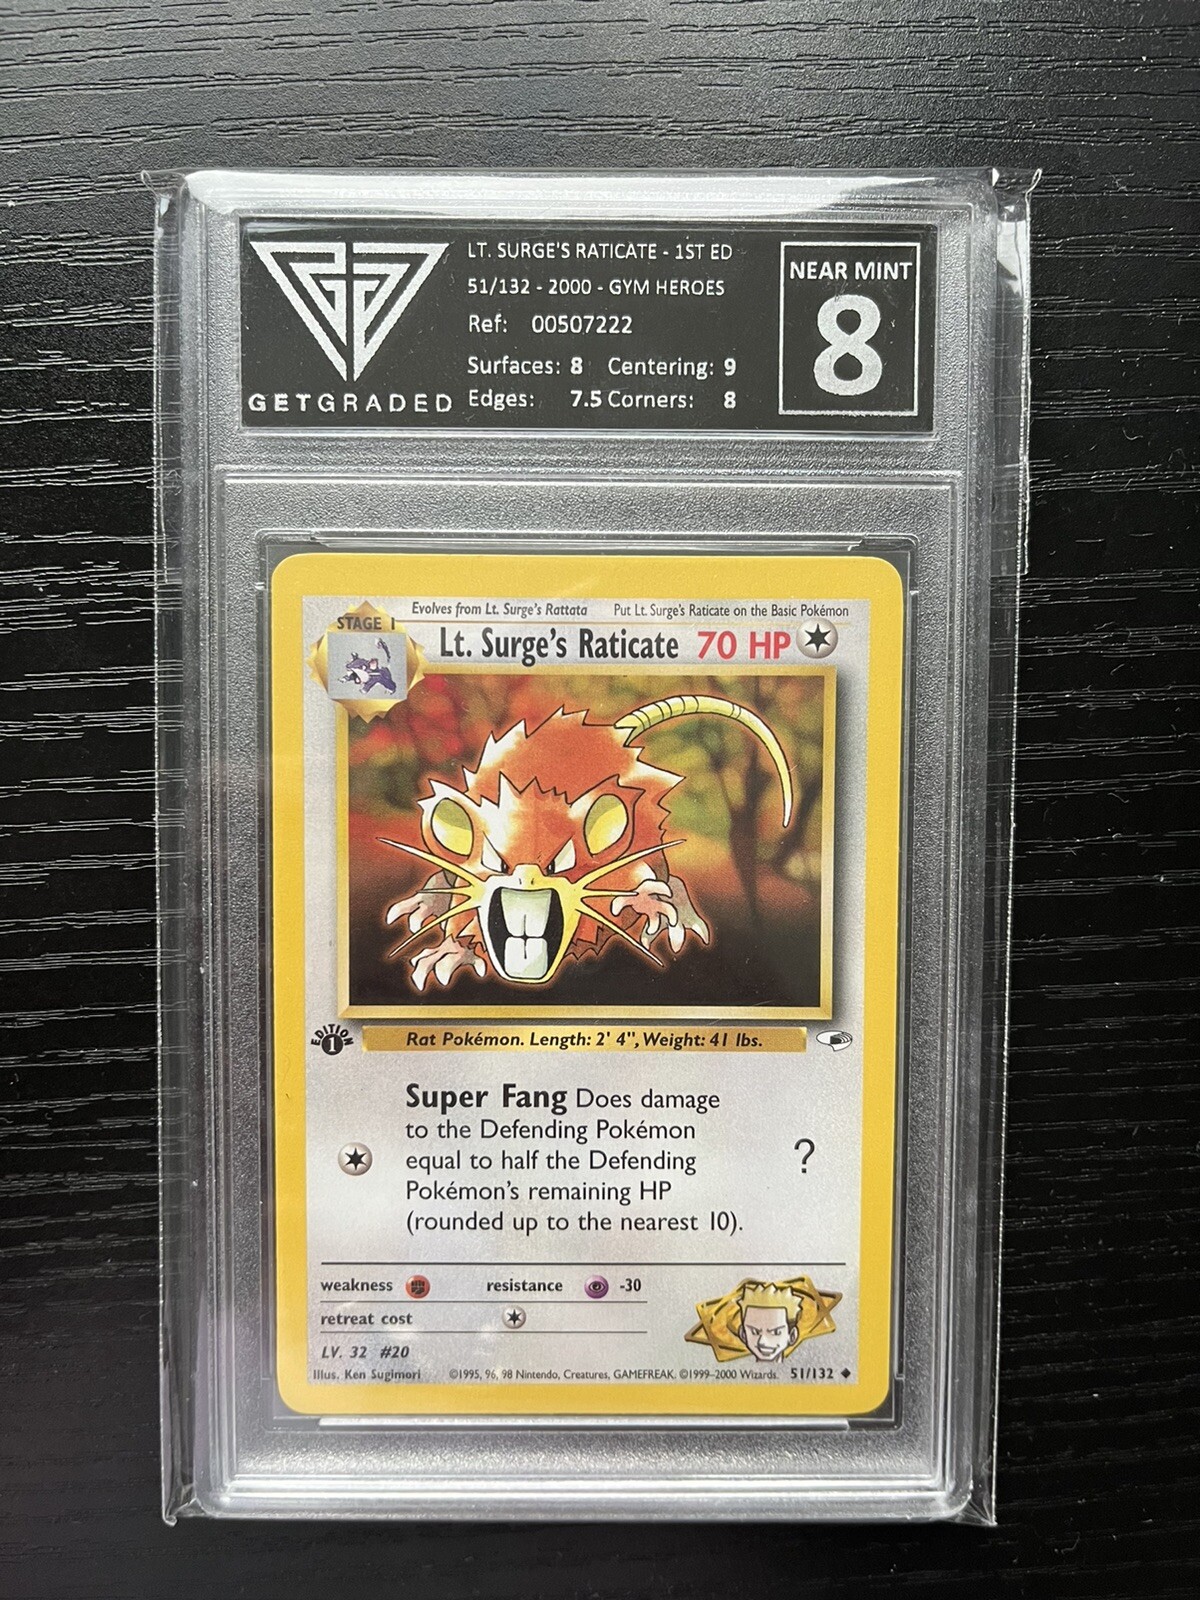 LT. SURGE'S RATICATE - 1ST ED
51/132 - 2000 - GYM HEROES
Ref: 00507222
Surfaces: 8 Centering: 9
Edges: 7.5 Corners: 8
GETGRADED
NEAR MINT
8
Evolves from Lt. Surge's Rattata Put Lt. Surge's Raticate on the Basic Pokémon
STAGE 1
Lt. Surge's Raticate 70 HP
EDITION
1
Rat Pokémon. Length: 2' 4", Weight: 41 lbs.
Super Fang Does damage
to the Defending Pokémon
equal to half the Defending
Pokémon's remaining HP
(rounded up to the nearest 10).
?
weakness resistance -30
retreat cost
LV. 32 #20
Illus. Ken Sugimori ©1995, 96, 98 Nintendo, Creatures, GAMEFREAK. ©1999-2000 Wizards. 51/132